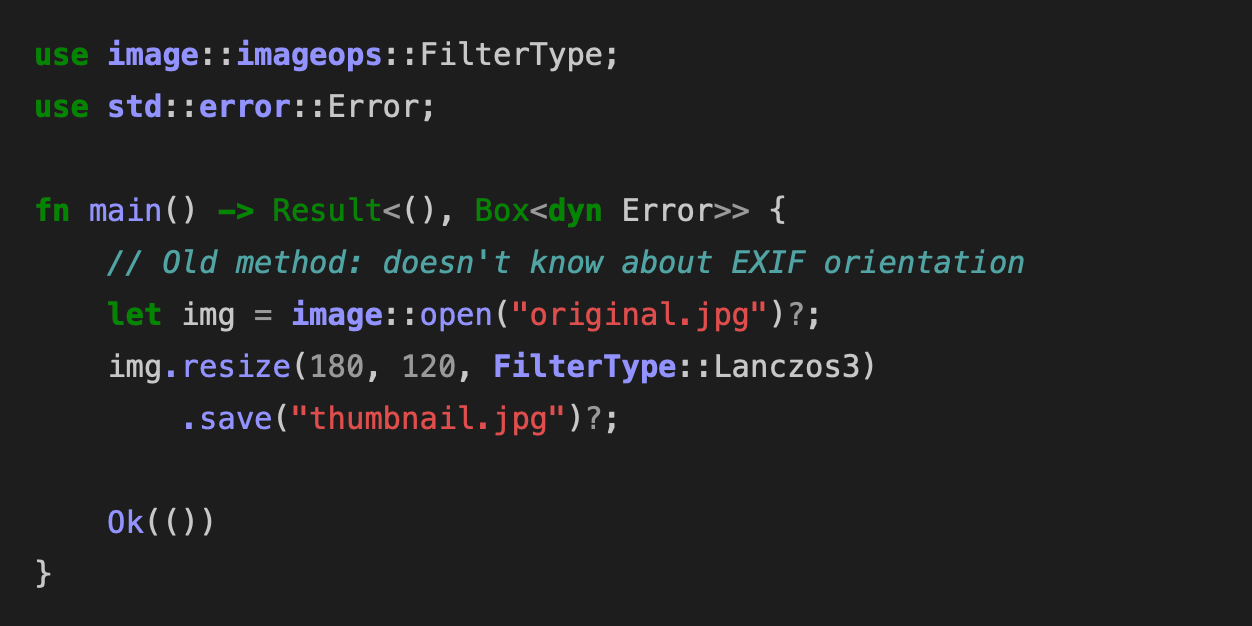 use image::imageops::FilterType;
use std::error::Error;

fn main() -> Result<(), Box<dyn Error>> {
    // Old method: doesn't know about EXIF orientation
    let img = image::open("original.jpg")?;
    img.resize(180, 120, FilterType::Lanczos3)
        .save("thumbnail.jpg")?;

    Ok(())
}